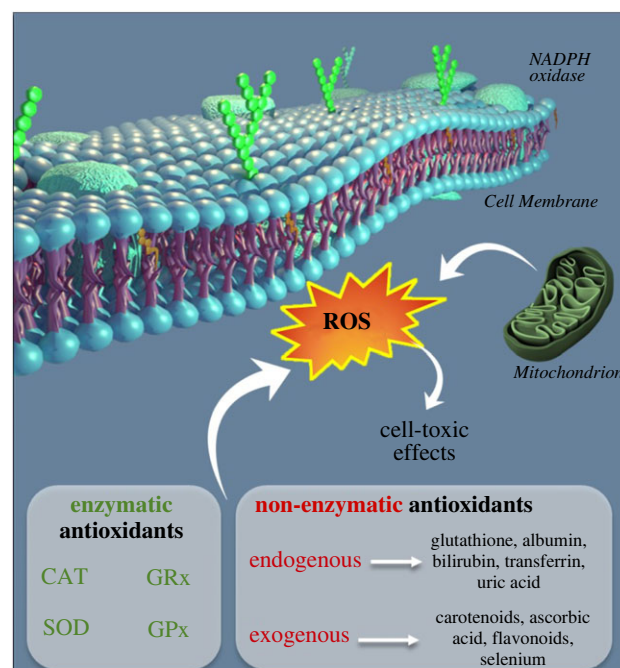 NADPH
oxidase
Cell Membrane
ROS
Mitochondrion
cell-toxic
effects
enzymatic
antioxidants
CAT GRx
SOD GPx
non-enzymatic antioxidants
endogenous
glutathione, albumin,
bilirubin, transferrin,
uric acid
exogenous
carotenoids, ascorbic
acid, flavonoids,
selenium